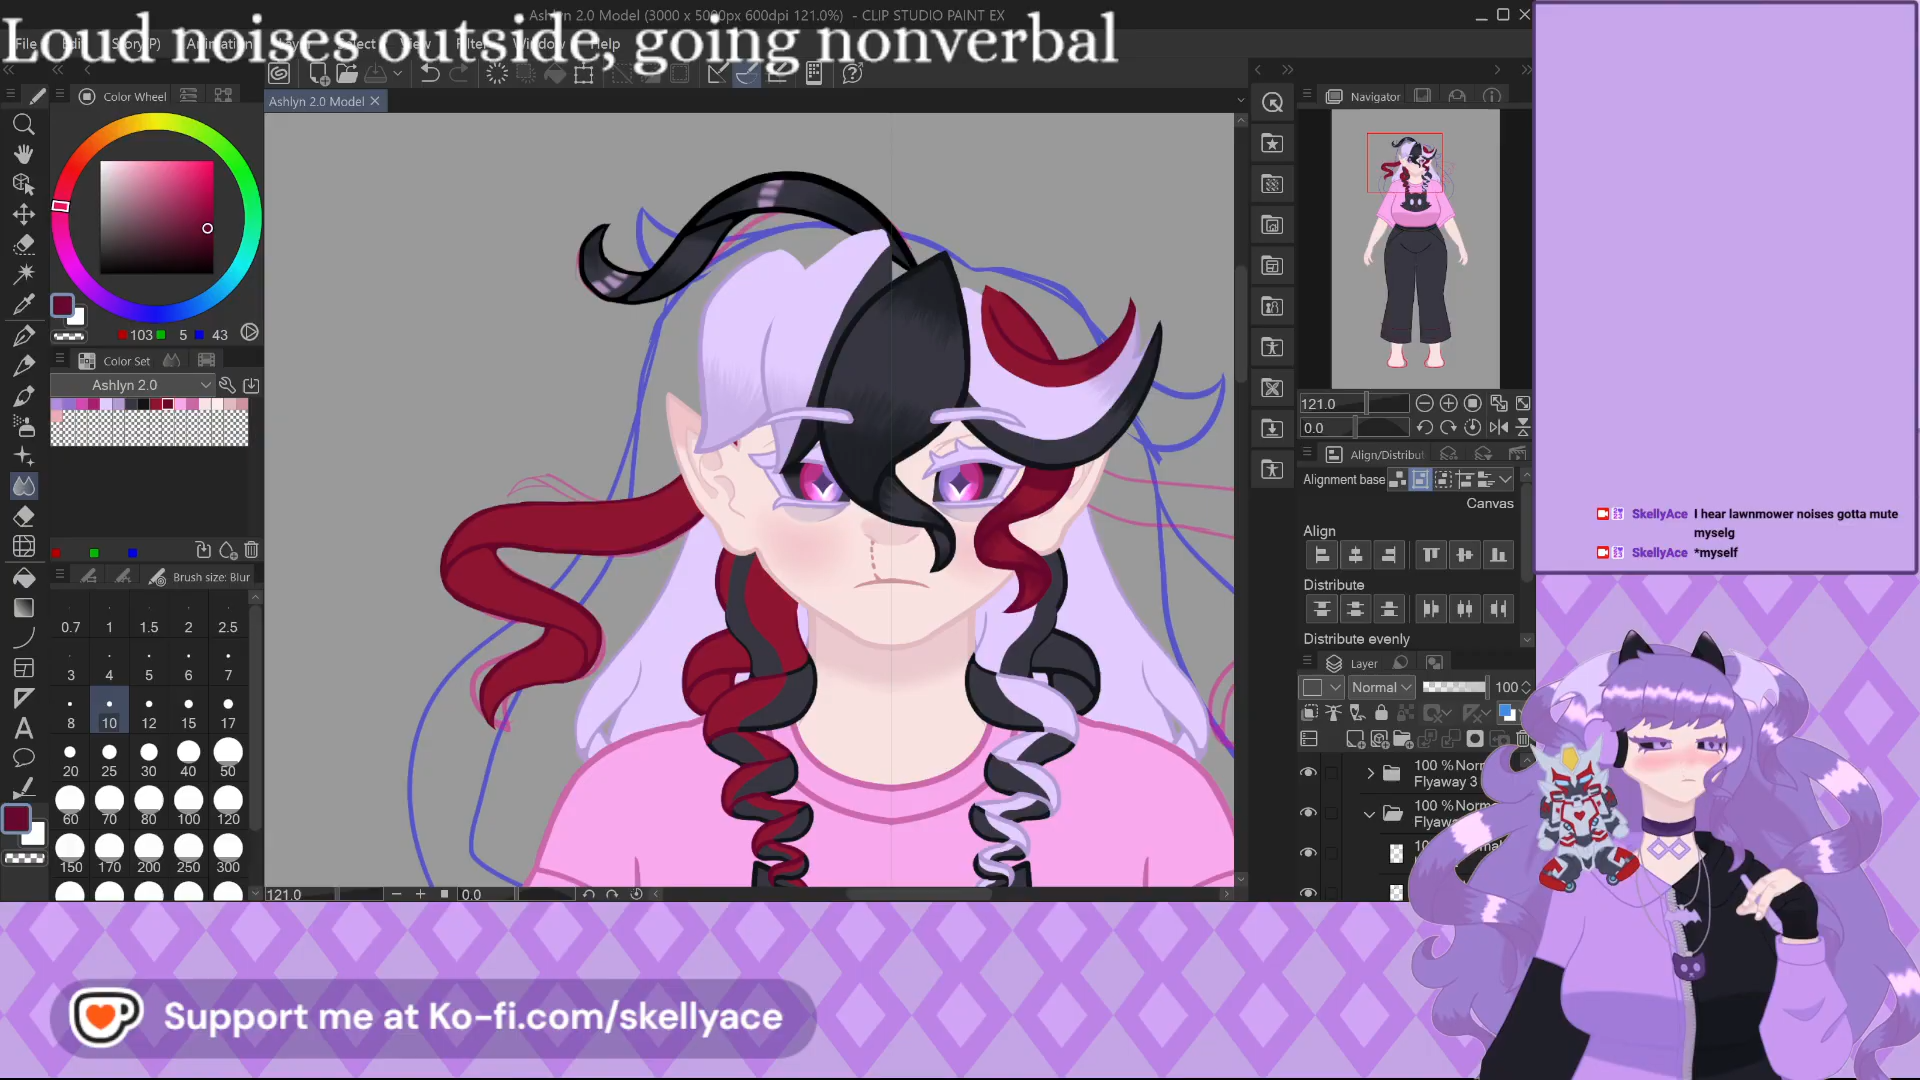 Ashlyn 2.0 Model (3000 x 5000px 600dpi 121.0%)  - CLIP STUDIO PAINT EX
Loud noises outside, going nonverbal
File
Help
Ashlyn 2.0 Model
Color Wheel
Navigator
103 5 43
Color Set
Ashlyn 2.0
121.0
0.0
Align/Distribut
Alignment base
Canvas
Align
Distribute
Distribute evenly
Brush size: Blur
0.7 1 1.5 2 2.5
3 4 5 6 7
8 10 12 15 17
20 25 30 40 50
60 70 80 100 120
150 170 200 250 300
Layer
Normal 100
100 %
Flyaway 3
100 %
121.0 0.0
SkellyAce I hear lawnmower noises gotta mute
myselg
SkellyAce *myself
Support me at Ko-fi.com/skellyace